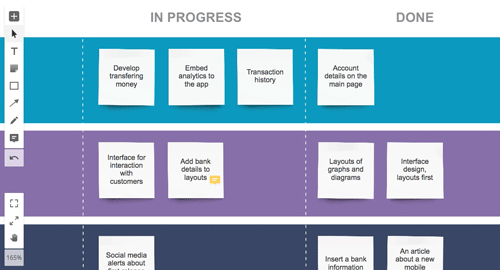 IN PROGRESS
DONE
Develop
transfering
money
Embed
analytics to
the app
Transaction
history
Account
details on the
main page
Interface for
interaction
with
customers
Add bank
details to
layouts
Layouts of
graphs and
diagrams
Interface
design,
layouts first
Social media
alerts about
Insert a bank
information
An article
about a new
mobile
T
165%